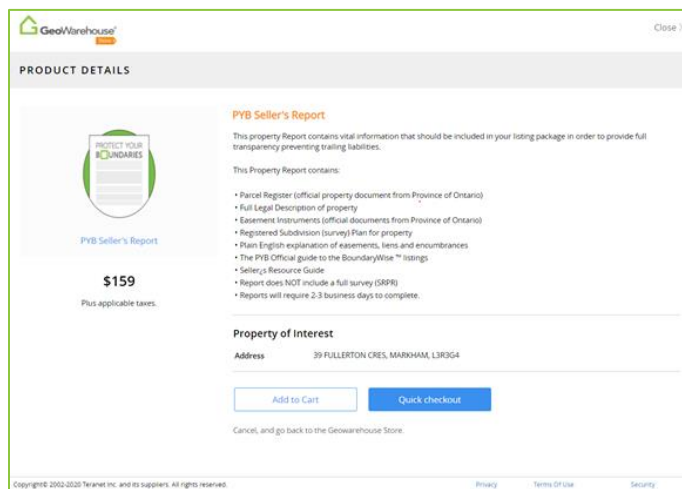 GeoWarehouse®
Close
PRODUCT DETAILS
PROTECT YOUR
BOUNDARIES
PYB Seller's Report
$159
Plus applicable taxes.
PYB Seller's Report
This property Report contains vital information that should be included in your listing package in order to provide full
transparency preventing trailing liabilities.
This Property Report contains:
• Parcel Register (official property document from Province of Ontario)
• Full Legal Description of property
• Easement Instruments (official documents from Province of Ontario)
• Registered Subdivision (survey) Plan for property
• Plain English explanation of easements, liens and encumbrances
• The PYB Official guide to the BoundaryWise ™ listings
• Seller¿s Resource Guide
• Report does NOT include a full survey (SRPR)
• Reports will require 2-3 business days to complete.
Property of Interest
Address 39 FULLERTON CRES, MARKHAM, L3R3G4
Add to Cart Quick checkout
Cancel, and go back to the Geowarehouse Store.
Copyright© 2002-2020 Teranet Inc. and its suppliers. All rights reserved. Privacy Terms Of Use Security